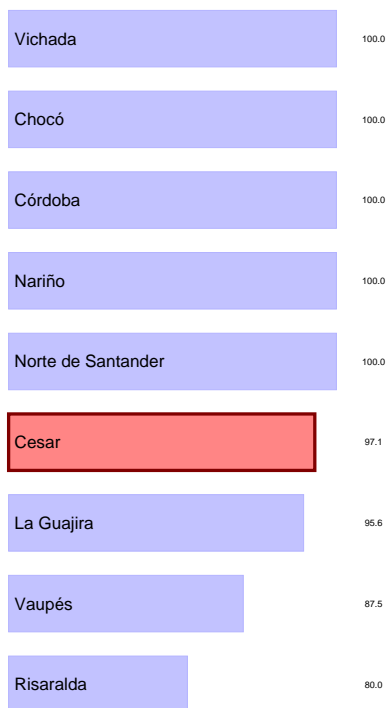 Vichada 100.0
Chocó 100.0
Córdoba 100.0
Nariño 100.0
Norte de Santander 100.0
Cesar 97.1
La Guajira 95.6
Vaupés 87.5
Risaralda 80.0